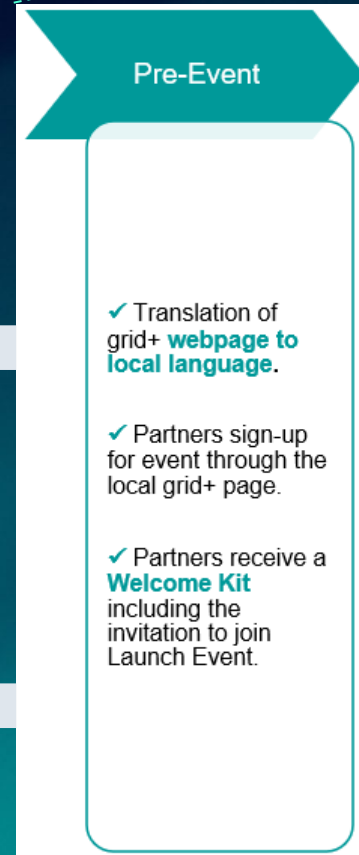 Pre-Event
✓ Translation of
grid+ webpage to
local language.
✓ Partners sign-up
for event through the
local grid+ page.
✓ Partners receive a
Welcome Kit
including the
invitation to join
Launch Event.